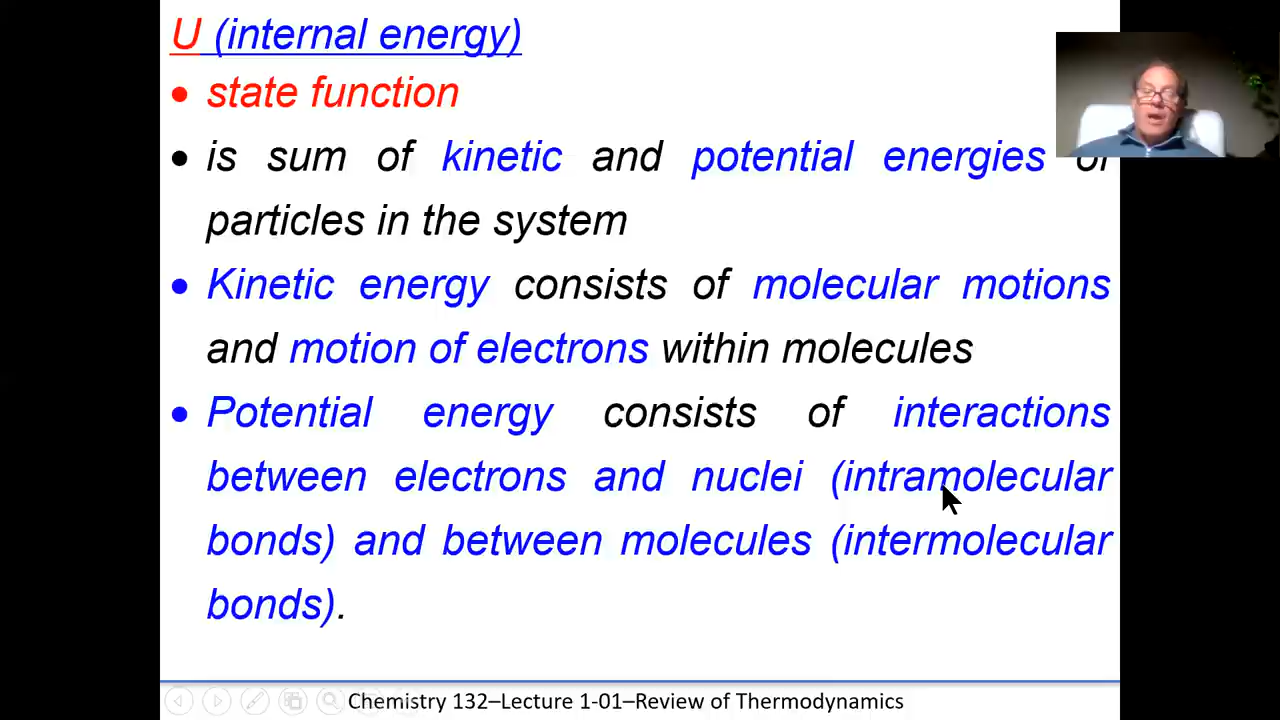 U (internal energy)
• state function
• is sum of kinetic and potential energies of
particles in the system
• Kinetic energy consists of molecular motions
and motion of electrons within molecules
• Potential energy consists of interactions
between electrons and nuclei (intramolecular
bonds) and between molecules (intermolecular
bonds).
Chemistry 132–Lecture 1-01–Review of Thermodynamics